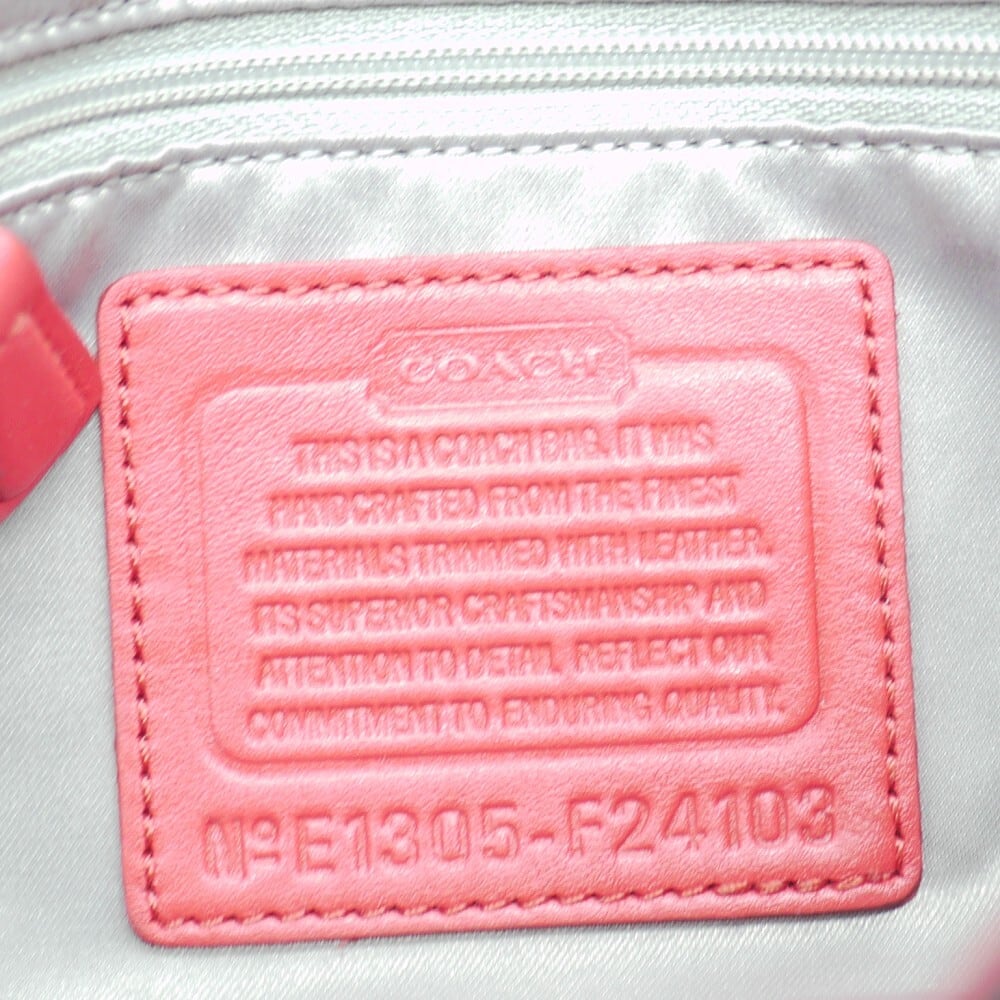 COACH
THIS IS A COACH BAG. IT WAS
HANDCRAFTED FROM THE FINEST
MATERIALS TRIMMED WITH LEATHER.
ITS SUPERIOR CRAFTSMANSHIP AND
ATTENTION TO DETAIL REFLECT OUR
COMMITMENT TO ENDURING QUALITY.
Nº E1305-F24103